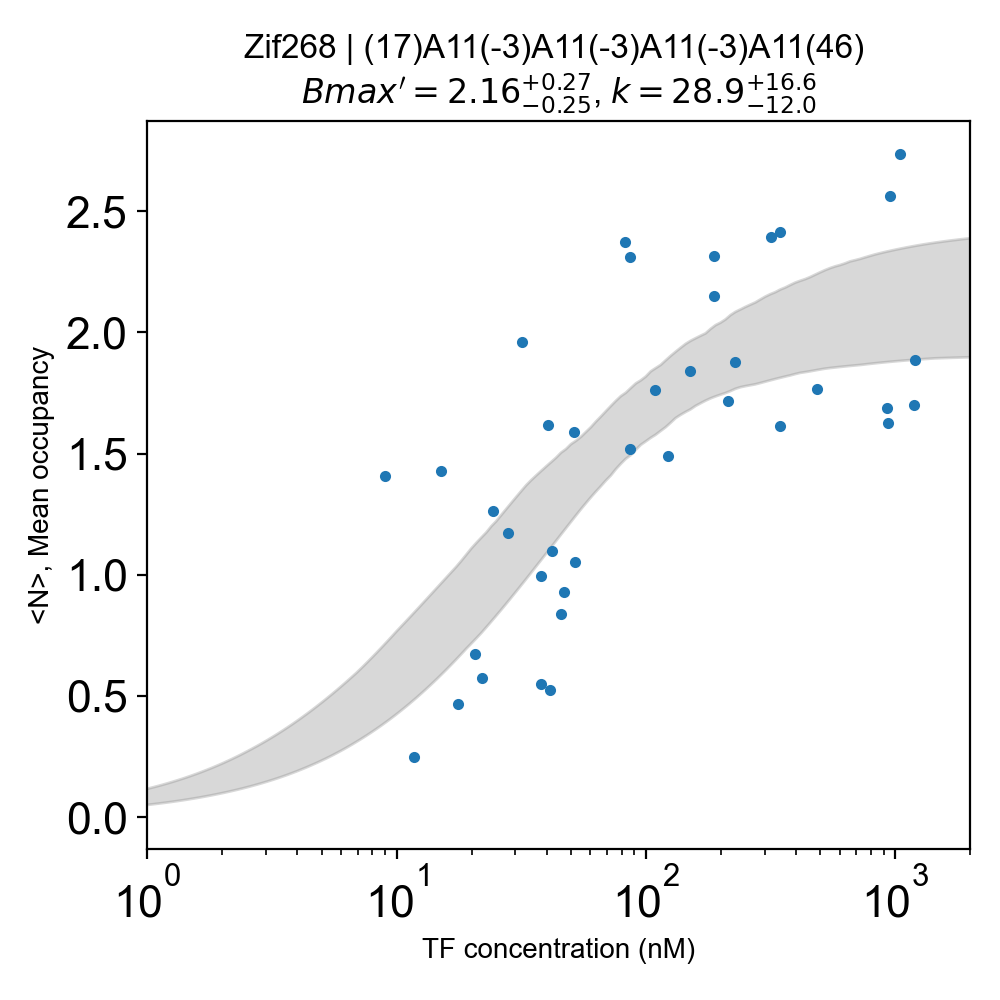 Zif268 | (17)A11(-3)A11(-3)A11(-3)A11(46)
Bmax′ = 2.16+0.27−0.25, k = 28.9+16.6−12.0
<N>, Mean occupancy
2.5
2.0
1.5
1.0
0.5
0.0
10^0 10^1 10^2 10^3
TF concentration (nM)